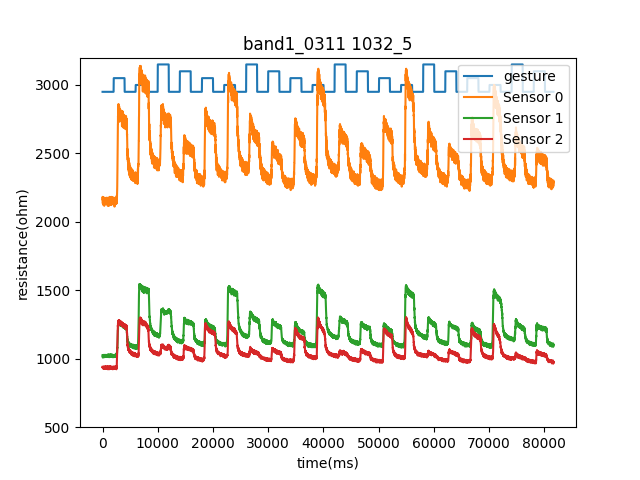 band1_0311 1032_5
gesture
Sensor 0
Sensor 1
Sensor 2
3000
2500
2000
1500
1000
500
resistance(ohm)
0
10000
20000
30000
40000
50000
60000
70000
80000
time(ms)